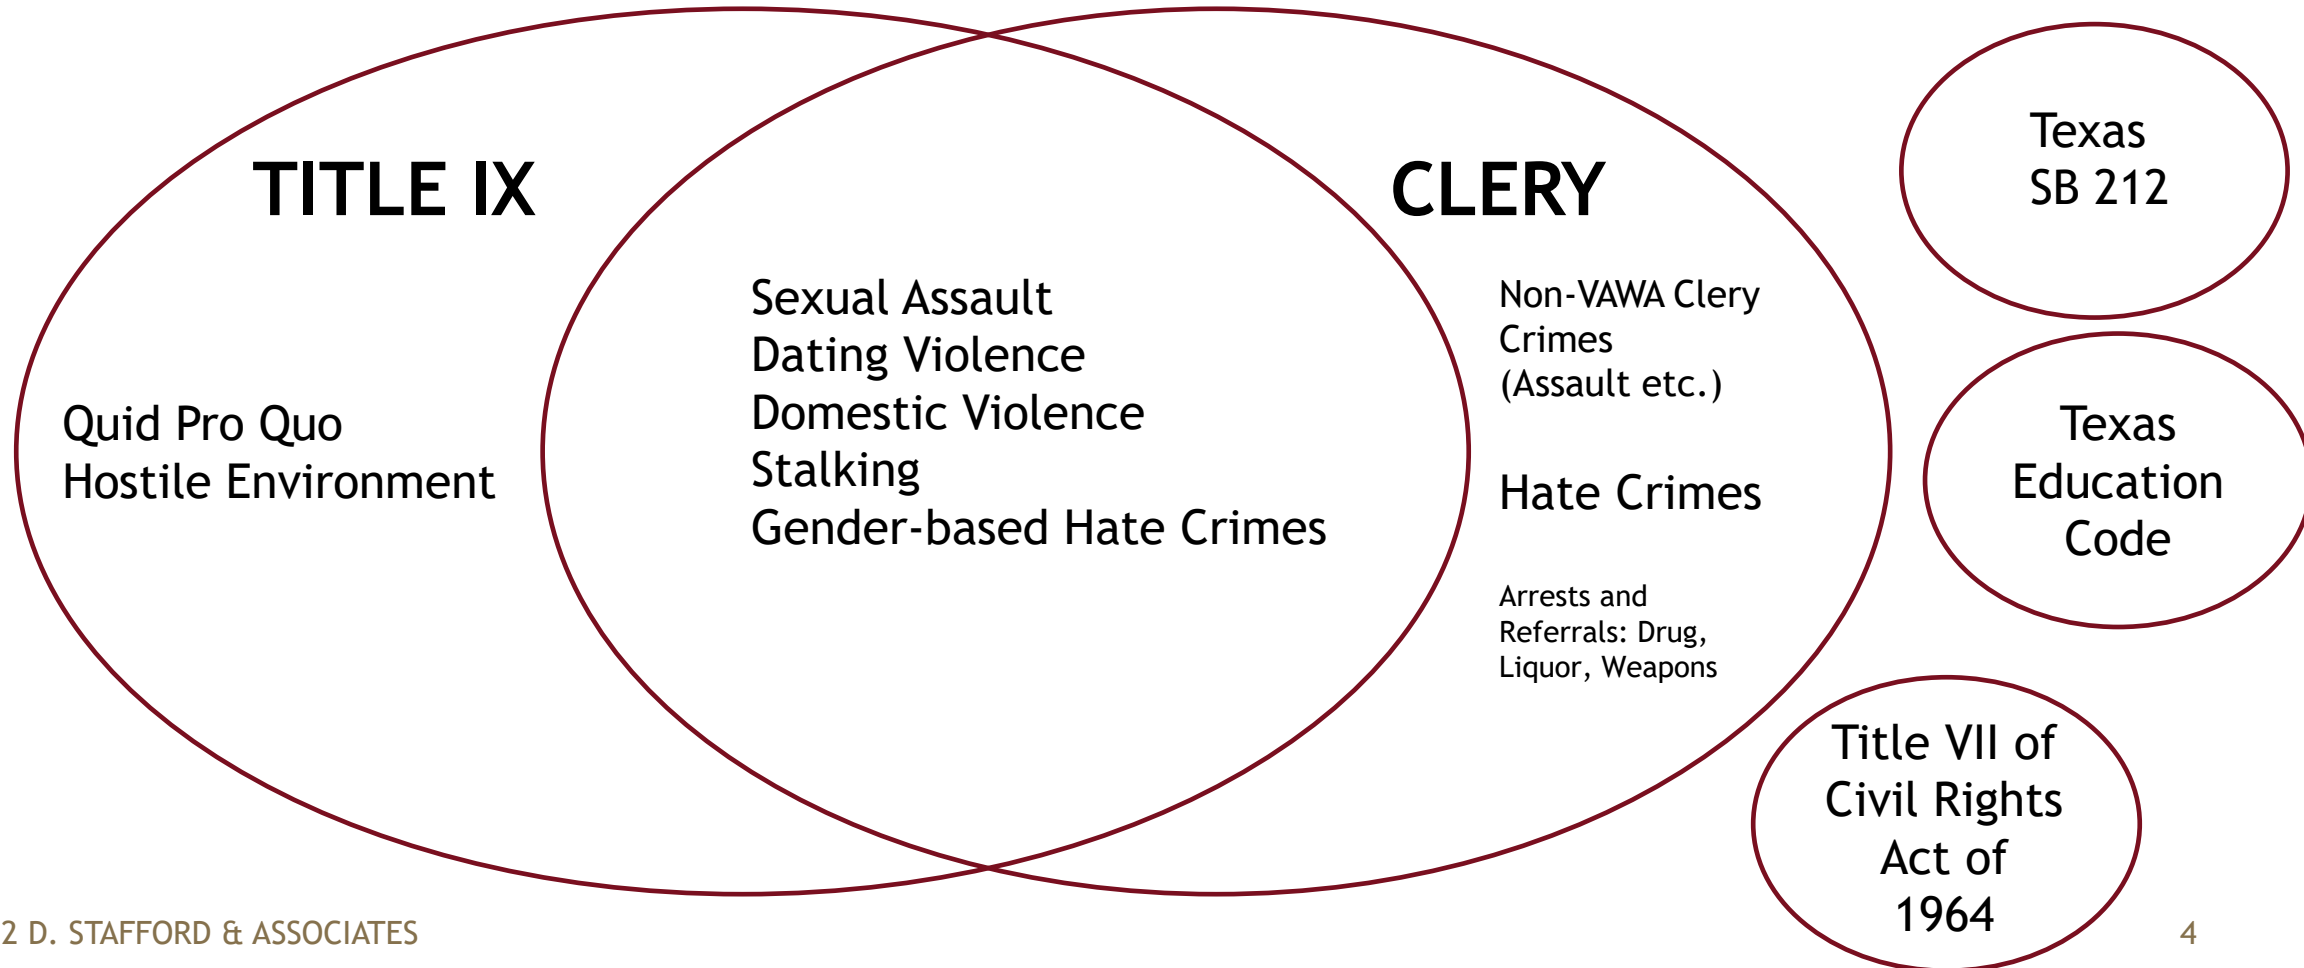 TITLE IX
Quid Pro Quo
Hostile Environment
Sexual Assault
Dating Violence
Domestic Violence
Stalking
Gender-based Hate Crimes
CLERY
Non-VAWA Clery
Crimes
(Assault etc.)
Hate Crimes
Arrests and
Referrals: Drug,
Liquor, Weapons
Texas
SB 212
Texas
Education
Code
Title VII of
Civil Rights
Act of
1964
2 D. STAFFORD & ASSOCIATES
4